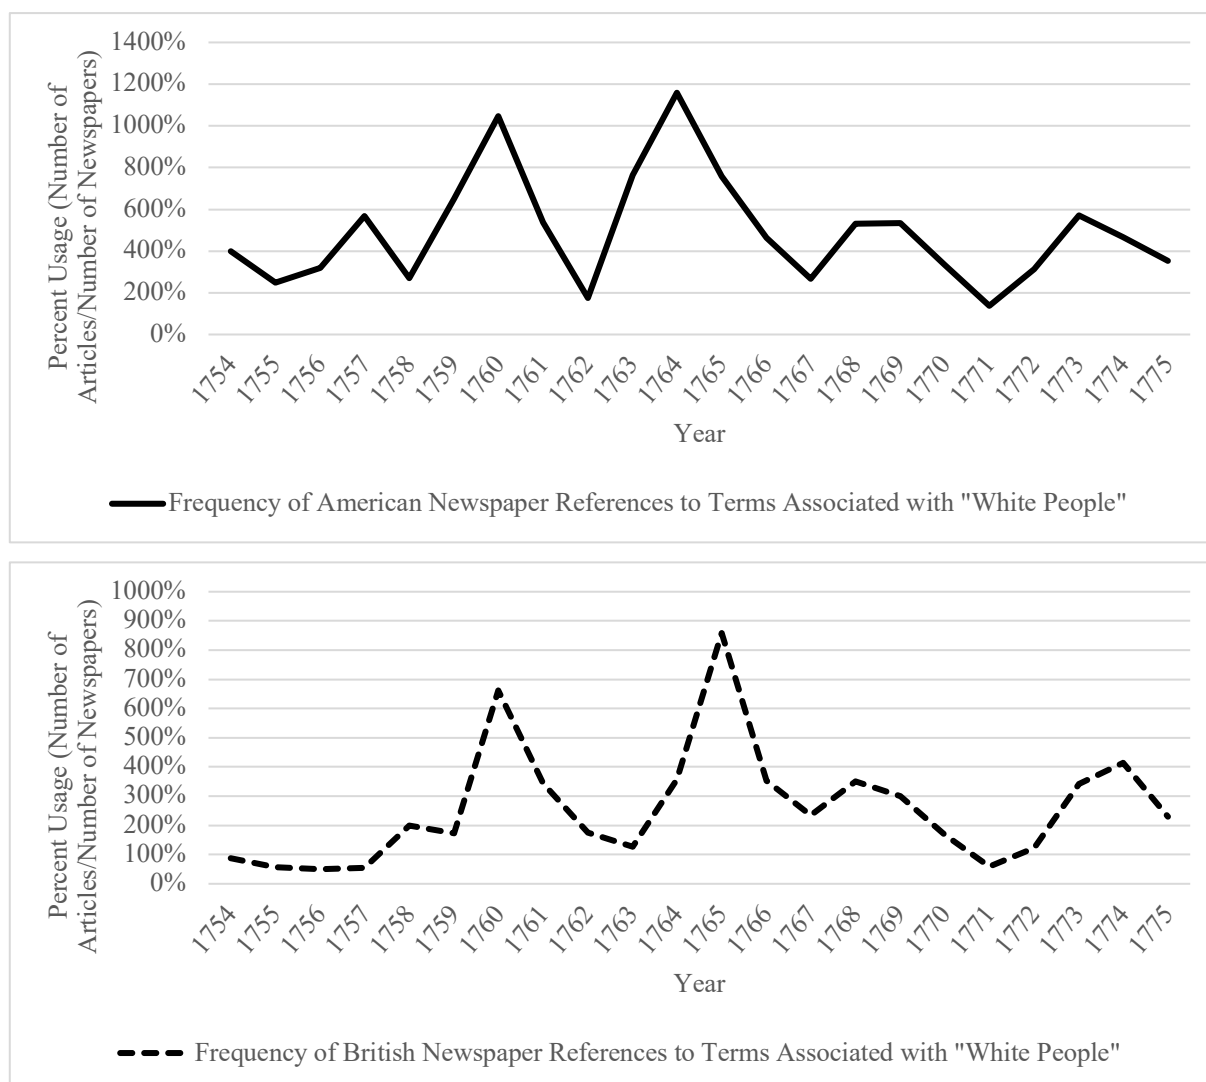 1400%
1200%
1000%
800%
600%
400%
200%
0%
Percent Usage (Number of
Articles/Number of Newspapers)
1754 1755 1756 1757 1758 1759 1760 1761 1762 1763 1764 1765 1766 1767 1768 1769 1770 1771 1772 1773 1774 1775
Year
Frequency of American Newspaper References to Terms Associated with "White People"
1000%
900%
800%
700%
600%
500%
400%
300%
200%
100%
0%
Percent Usage (Number of
Articles/Number of Newspapers)
1754 1755 1756 1757 1758 1759 1760 1761 1762 1763 1764 1765 1766 1767 1768 1769 1770 1771 1772 1773 1774 1775
Year
Frequency of British Newspaper References to Terms Associated with "White People"